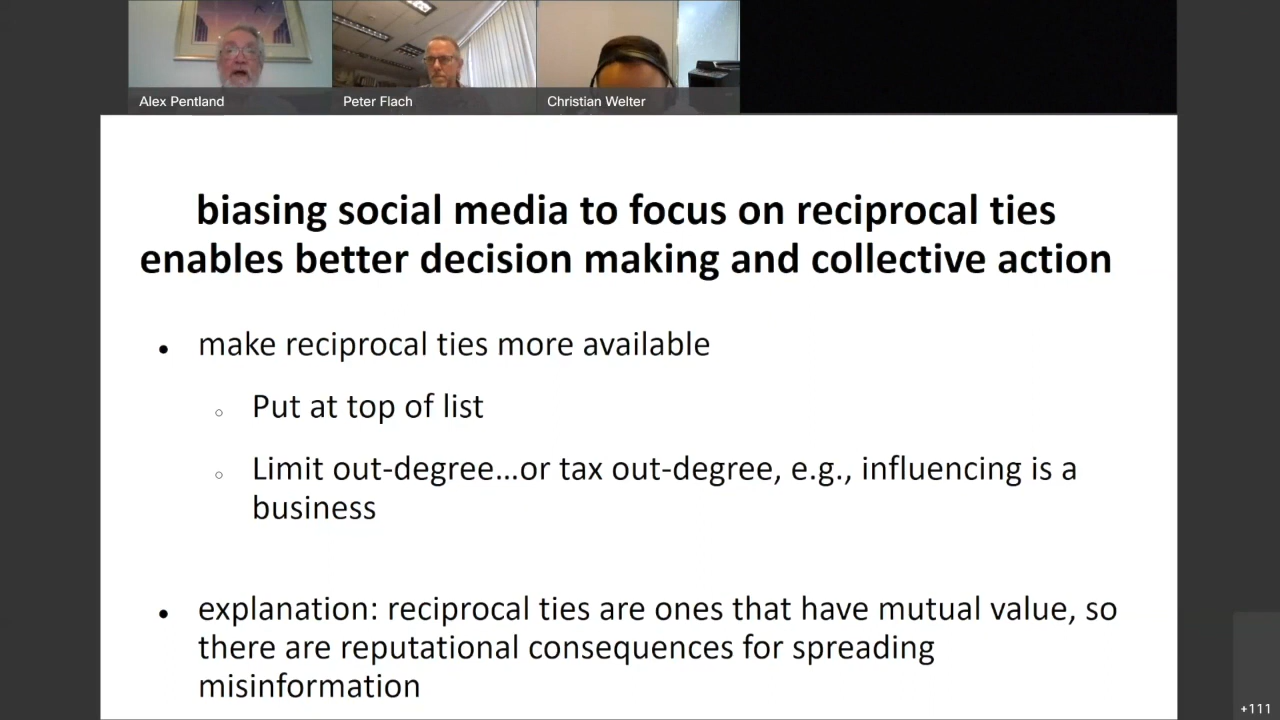 Alex Pentland
Peter Flach
Christian Welter
biasing social media to focus on reciprocal ties
enables better decision making and collective action
• make reciprocal ties more available
○ Put at top of list
○ Limit out-degree...or tax out-degree, e.g., influencing is a
business
• explanation: reciprocal ties are ones that have mutual value, so
there are reputational consequences for spreading
misinformation
+111